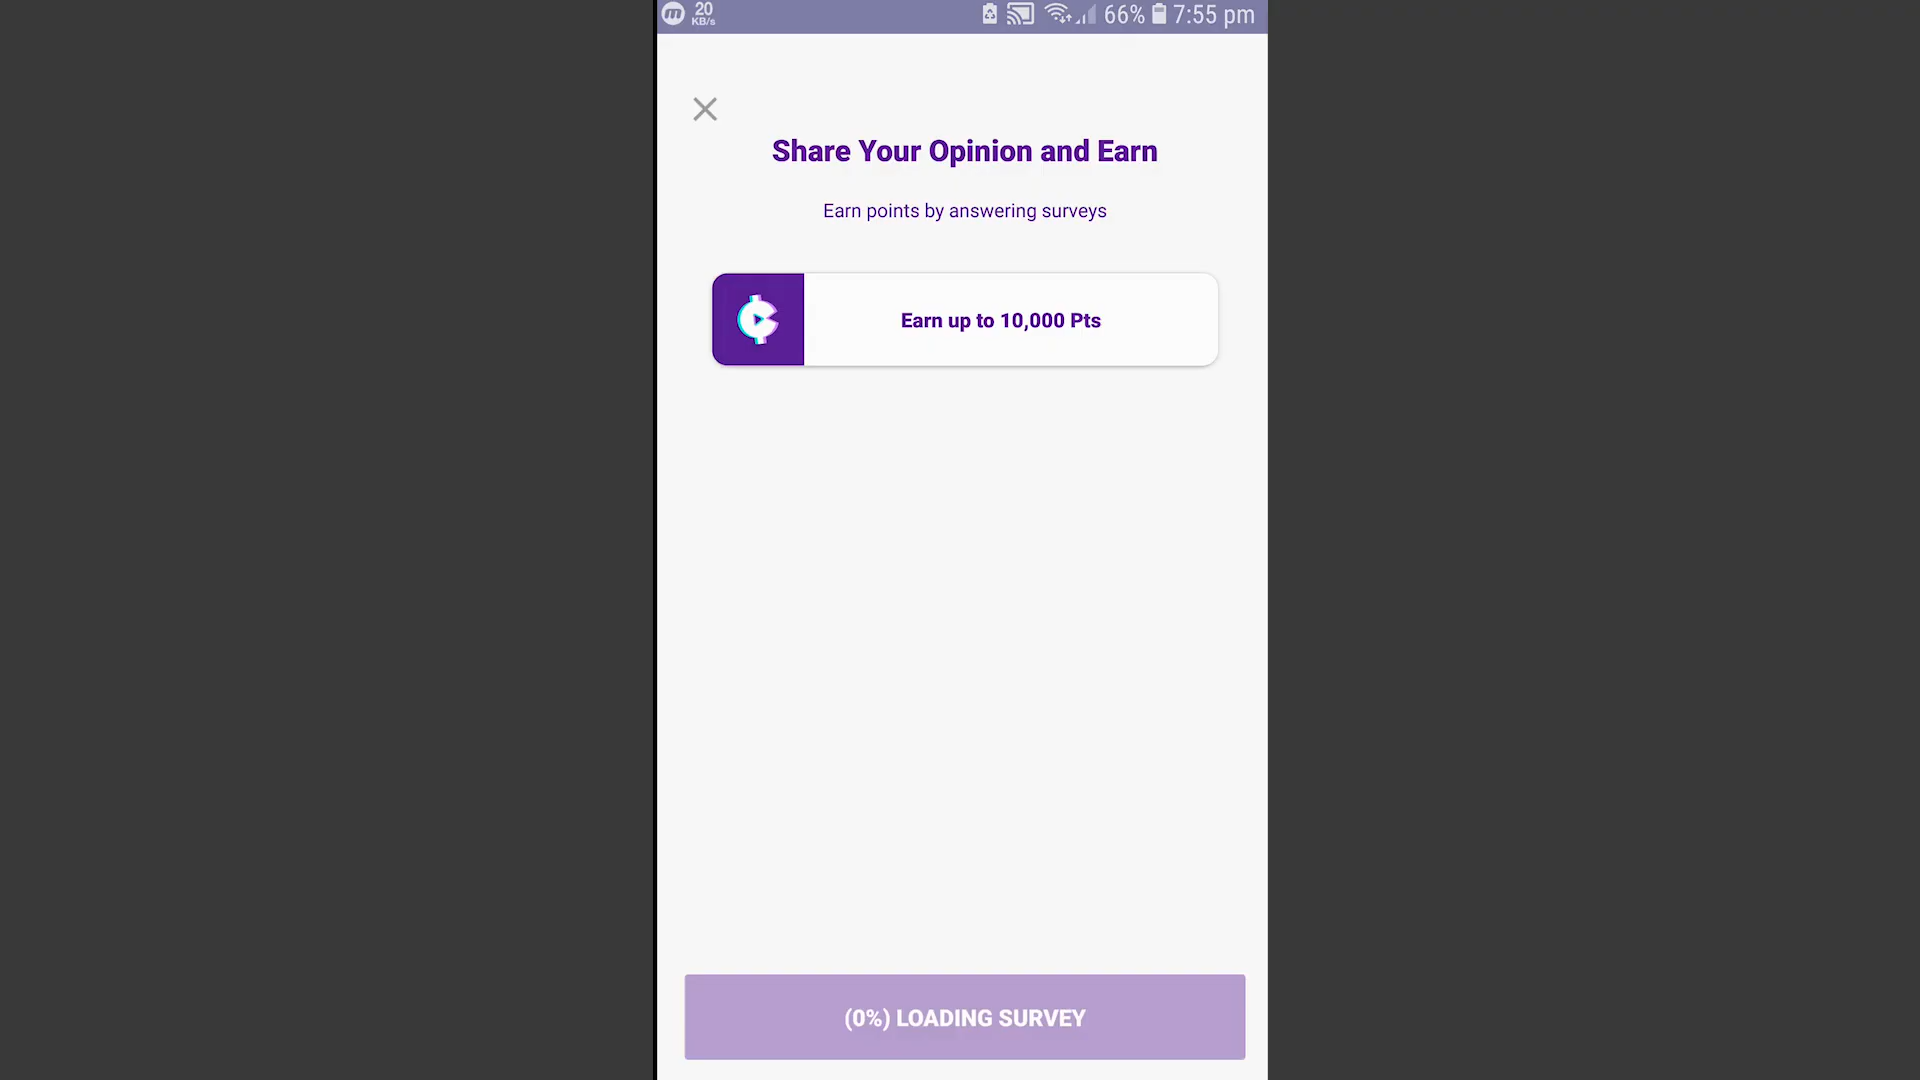 20
KB/s
66% 7:55 pm
Share Your Opinion and Earn
Earn points by answering surveys
Earn up to 10,000 Pts
(0%) LOADING SURVEY